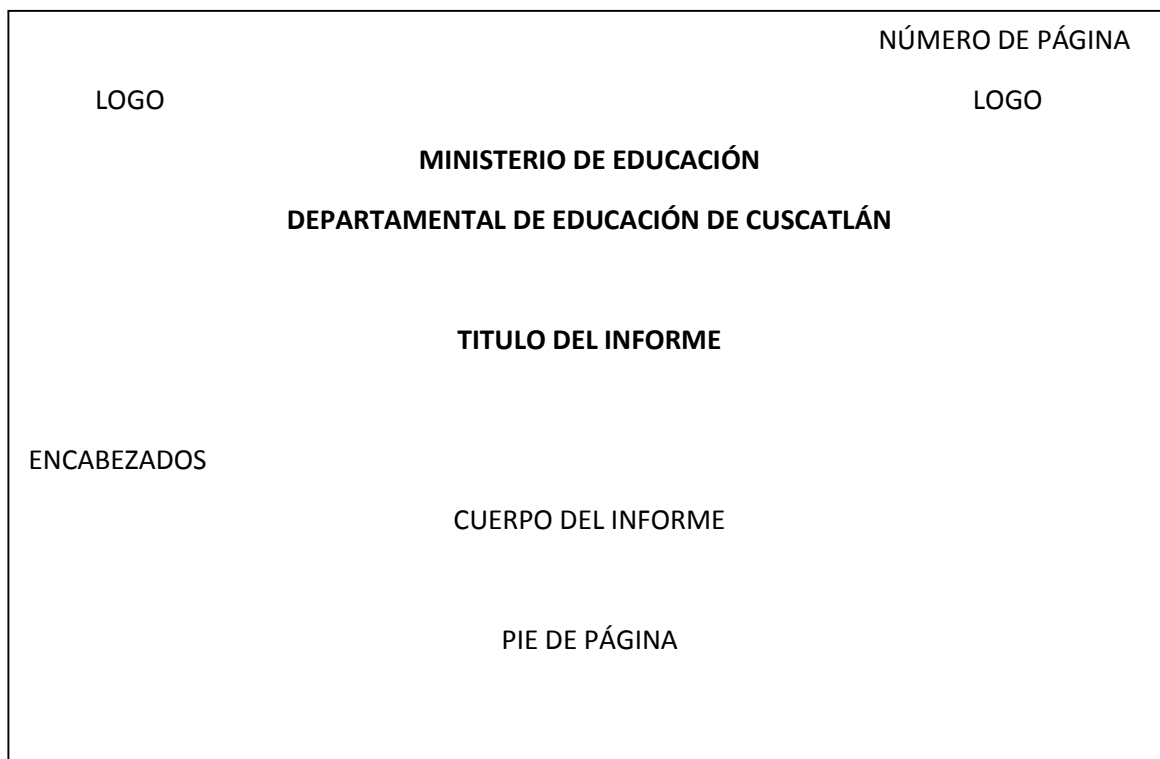 NÚMERO DE PÁGINA
LOGO LOGO
MINISTERIO DE EDUCACIÓN
DEPARTAMENTAL DE EDUCACIÓN DE CUSCATLÁN
TITULO DEL INFORME
ENCABEZADOS
CUERPO DEL INFORME
PIE DE PÁGINA